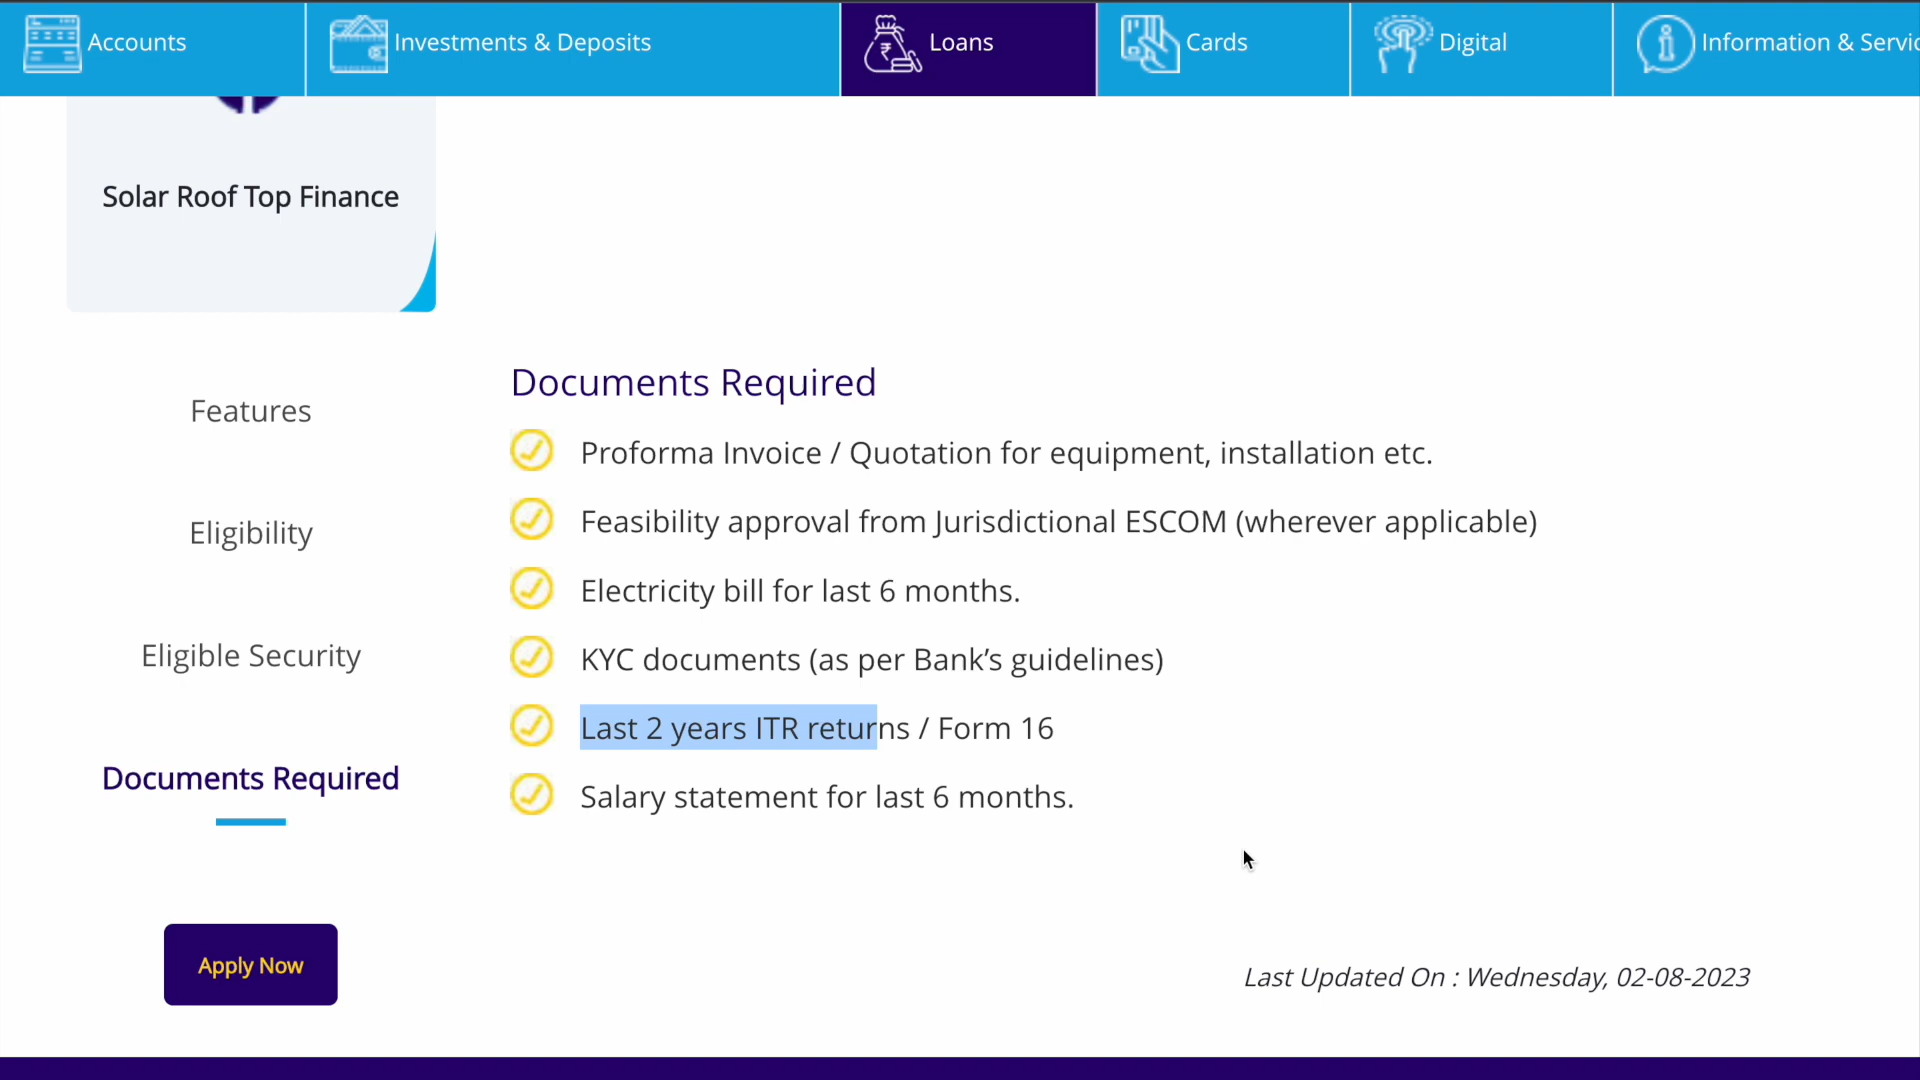 Accounts
Investments & Deposits
Loans
Cards
Digital
Information & Servic
Solar Roof Top Finance
Features
Eligibility
Eligible Security
Documents Required
Apply Now
Documents Required
Proforma Invoice / Quotation for equipment, installation etc.
Feasibility approval from Jurisdictional ESCOM (wherever applicable)
Electricity bill for last 6 months.
KYC documents (as per Bank’s guidelines)
Last 2 years ITR returns / Form 16
Salary statement for last 6 months.
Last Updated On : Wednesday, 02-08-2023